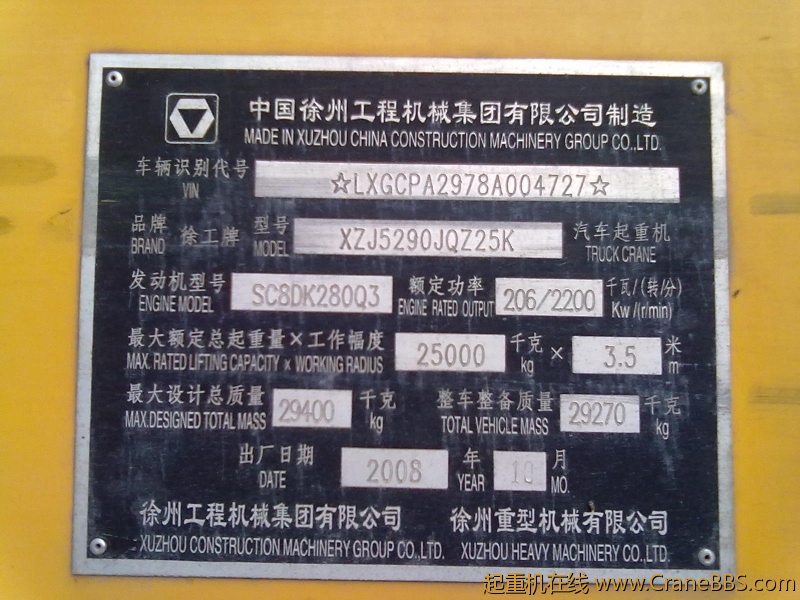 中国徐州工程机械集团有限公司制造
MADE IN XUZHOU CHINA CONSTRUCTION MACHINERY GROUP CO.,LTD.
车辆识别代号 ☆LXGCPA2978A004727☆
VIN
品牌 徐工牌 型号 XZJ5290JQZ25K 汽车起重机
BRAND MODEL TRUCK CRANE
发动机型号 SC8DK280Q3 额定功率 206/2200 千瓦/(转/分)
ENGINE MODEL ENGINE RATED OUTPUT Kw/(r/min)
最大额定总起重量×工作幅度 25000 千克 × 3.5 米
MAX. RATED LIFTING CAPACITY × WORKING RADIUS kg m
最大设计总质量 29400 千克 整车整备质量 29270 千克
MAX.DESIGNED TOTAL MASS kg TOTAL VEHICLE MASS kg
出厂日期 2008 年 10 月
DATE YEAR MO.
徐州工程机械集团有限公司 徐州重型机械有限公司
XUZHOU CONSTRUCTION MACHINERY GROUP CO.,LTD. XUZHOU HEAVY MACHINERY CO.,LTD.
起重机在线 www.CraneBBS.com